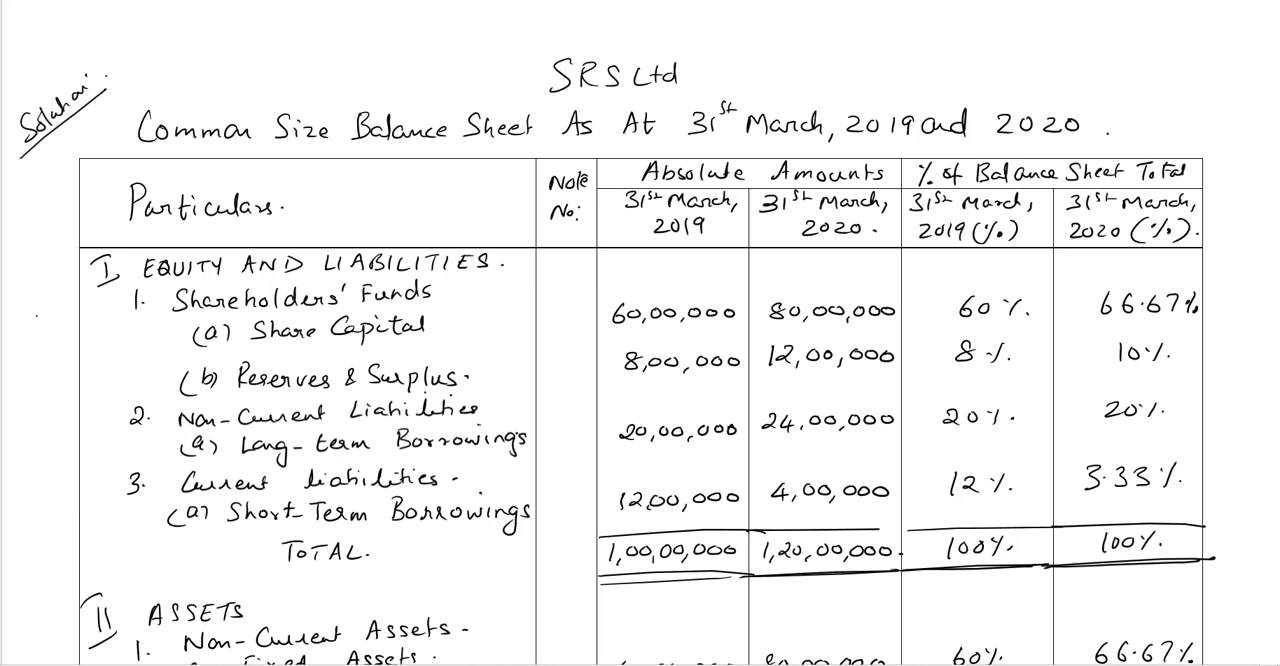 Solution:
SRS Ltd
Common Size Balance Sheet As At 31st March, 2019 and 2020.
Particulars. Note No: Absolute Amounts % of Balance Sheet Total
31st March, 2019 31st March, 2020. 31st March, 2019 (%) 31st March, 2020 (%).
I EQUITY AND LIABILITIES.
1. Shareholders' Funds
(a) Share Capital 60,00,000 80,00,000 60%. 66.67%
(b) Reserves & Surplus. 8,00,000 12,00,000 8%. 10%.
2. Non-Current Liabilities
(a) Long-term Borrowings 20,00,000 24,00,000 20%. 20%.
3. Current Liabilities.
(a) Short-Term Borrowings 12,00,000 4,00,000 12%. 3.33%.
TOTAL. 1,00,00,000 1,20,00,000. 100%. 100%.
II ASSETS
1. Non-Current Assets.
Fixed Assets. 60%. 66.67%